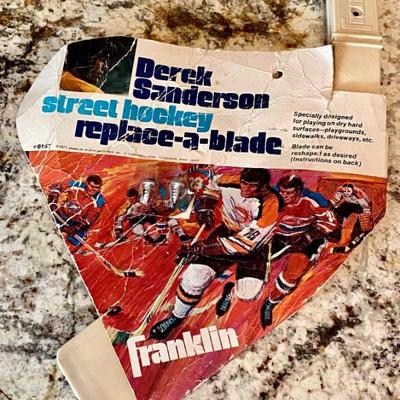 Derek
Sanderson
street hockey
replace-a-blade
Specially designed
for playing on dry hard
surfaces—playgrounds,
sidewalks, driveways, etc.
Blade can be
reshaped as desired
(Instructions on back)
Franklin